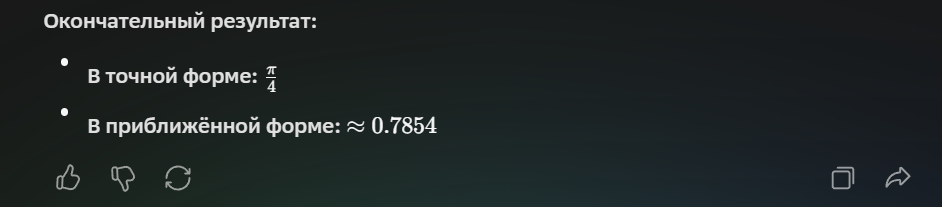 Окончательный результат:
• В точной форме: π/4
• В приближённой форме: ≈ 0.7854